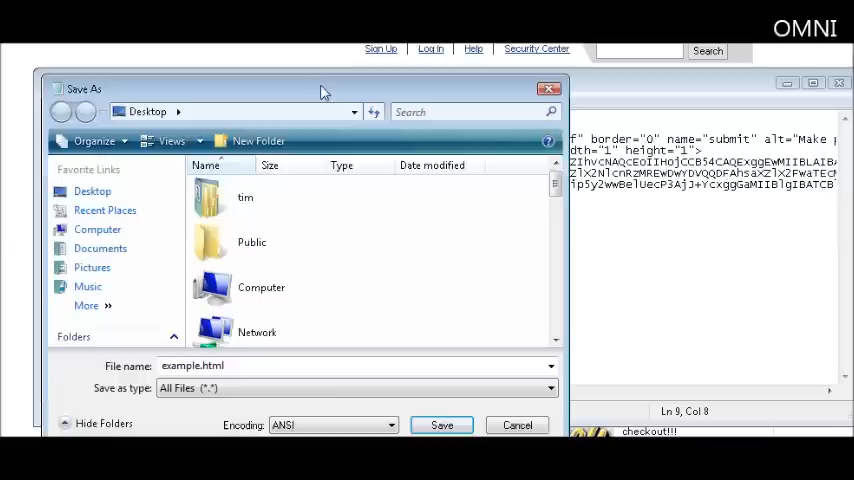 OMNI
Sign Up Log In Help Security Center Search
Save As
Desktop Search
Organize Views New Folder
Name Size Type Date modified
f" border="0" name="submit" alt="Make p
dth="1" height="1">
Favorite Links
Desktop
Recent Places
Computer
Documents
Pictures
Music
More »
Folders
tim
Public
Computer
Network
File name: example.html
Save as type: All Files (*.*)
Hide Folders Encoding: ANSI Save Cancel
Ln 9, Col 8
checkout!!!